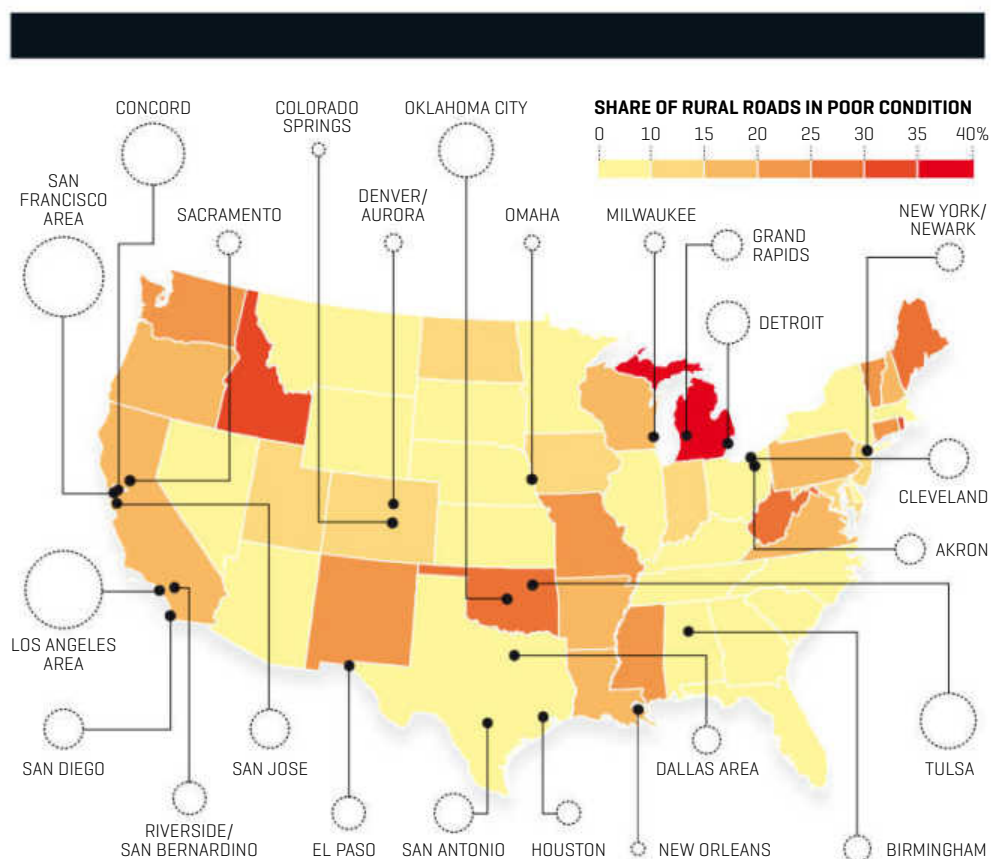 CONCORD
COLORADO
SPRINGS
OKLAHOMA CITY
SHARE OF RURAL ROADS IN POOR CONDITION
0 10 15 20 25 30 35 40%
SAN
FRANCISCO
AREA
SACRAMENTO
DENVER/
AURORA
OMAHA
MILWAUKEE
GRAND
RAPIDS
NEW YORK/
NEWARK
DETROIT
CLEVELAND
AKRON
LOS ANGELES
AREA
SAN DIEGO
SAN JOSE
DALLAS AREA
TULSA
RIVERSIDE/
SAN BERNARDINO
EL PASO
SAN ANTONIO
HOUSTON
NEW ORLEANS
BIRMINGHAM